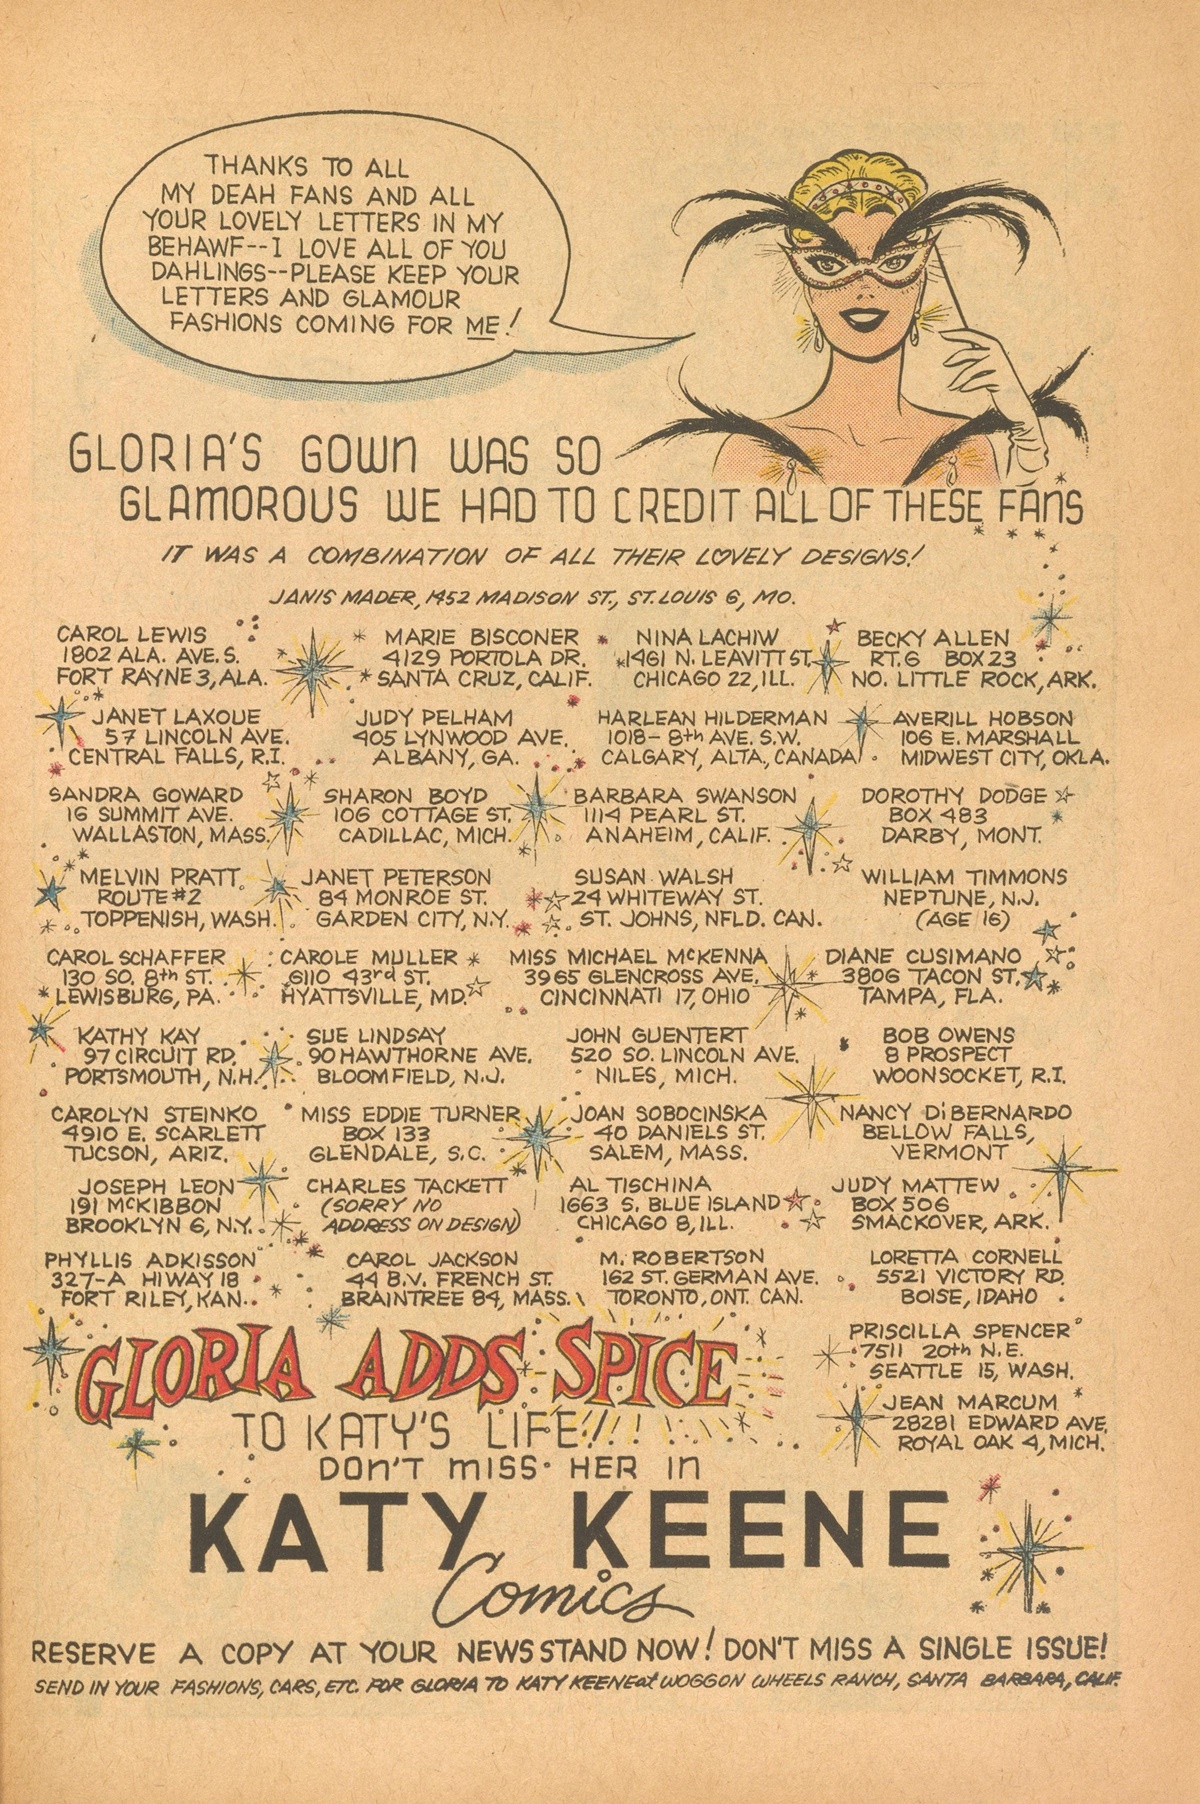 THANKS TO ALL
MY DEAH FANS AND ALL
YOUR LOVELY LETTERS IN MY
BEHAWF--I LOVE ALL OF YOU
DAHLINGS--PLEASE KEEP YOUR
LETTERS AND GLAMOUR
FASHIONS COMING FOR ME!
GLORIA'S GOWN WAS SO
GLAMOROUS WE HAD TO CREDIT ALL OF THESE FANS
IT WAS A COMBINATION OF ALL THEIR LOVELY DESIGNS!
JANIS MADER, 1452 MADISON ST., ST. LOUIS 6, MO.
CAROL LEWIS
1802 ALA. AVE. S.
FORT RAYNE 3, ALA.
MARIE BISCONER
4129 PORTOLA DR.
SANTA CRUZ, CALIF.
NINA LACHIW
1461 N. LEAVITT ST.
CHICAGO 22, ILL.
BECKY ALLEN
RT. 6 BOX 23
NO. LITTLE ROCK, ARK.
JANET LAXOUE
57 LINCOLN AVE.
CENTRAL FALLS, R.I.
JUDY PELHAM
405 LYNWOOD AVE.
ALBANY, GA.
HARLEAN HILDERMAN
1018- 8th AVE. S.W.
CALGARY, ALTA, CANADA
AVERILL HOBSON
106 E. MARSHALL
MIDWEST CITY, OKLA.
SANDRA GOWARD
16 SUMMIT AVE.
WALLASTON, MASS.
SHARON BOYD
106 COTTAGE ST.
CADILLAC, MICH.
BARBARA SWANSON
1114 PEARL ST.
ANAHEIM, CALIF.
DOROTHY DODGE
BOX 483
DARBY, MONT.
MELVIN PRATT
ROUTE #2
TOPPENISH, WASH.
JANET PETERSON
84 MONROE ST.
GARDEN CITY, N.Y.
SUSAN WALSH
24 WHITEWAY ST.
ST. JOHNS, NFLD. CAN.
WILLIAM TIMMONS
NEPTUNE, N.J.
(AGE 16)
CAROL SCHAFFER
130 SO. 8th ST.
LEWISBURG, PA.
CAROLE MULLER
6110 43rd ST.
HYATTSVILLE, MD.
MISS MICHAEL McKENNA
3965 GLENCROSS AVE.
CINCINNATI 17, OHIO
DIANE CUSIMANO
3806 TACON ST.
TAMPA, FLA.
KATHY KAY
97 CIRCUIT RD.
PORTSMOUTH, N.H.
SUE LINDSAY
90 HAWTHORNE AVE.
BLOOMFIELD, N.J.
JOHN GUENTERT
520 SO. LINCOLN AVE.
NILES, MICH.
BOB OWENS
8 PROSPECT
WOONSOCKET, R.I.
CAROLYN STEINKO
4910 E. SCARLETT
TUCSON, ARIZ.
MISS EDDIE TURNER
BOX 133
GLENDALE, S.C.
JOAN SOBOCINSKA
40 DANIELS ST.
SALEM, MASS.
NANCY DiBERNARDO
BELLOW FALLS,
VERMONT
JOSEPH LEON
191 McKIBBON
BROOKLYN 6, N.Y.
CHARLES TACKETT
(SORRY NO
ADDRESS ON DESIGN)
AL TISCHINA
1663 S. BLUE ISLAND
CHICAGO 8, ILL.
JUDY MATTEW
BOX 506
SMACKOVER, ARK.
PHYLLIS ADKISSON
327-A HIWAY 18
FORT RILEY, KAN.
CAROL JACKSON
44 B.V. FRENCH ST.
BRAINTREE 84, MASS.
M. ROBERTSON
162 ST. GERMAN AVE.
TORONTO, ONT. CAN.
LORETTA CORNELL
5521 VICTORY RD.
BOISE, IDAHO
PRISCILLA SPENCER
7511 20th N.E.
SEATTLE 15, WASH.
JEAN MARCUM
28281 EDWARD AVE.
ROYAL OAK 4, MICH.
GLORIA ADDS SPICE
TO KATY'S LIFE!!!
DON'T MISS HER IN
KATY KEENE
Comics
RESERVE A COPY AT YOUR NEWSSTAND NOW! DON'T MISS A SINGLE ISSUE!
SEND IN YOUR FASHIONS, CARS, ETC. FOR GLORIA TO KATY KEENE at WOGGON WHEELS RANCH, SANTA BARBARA, CALIF.